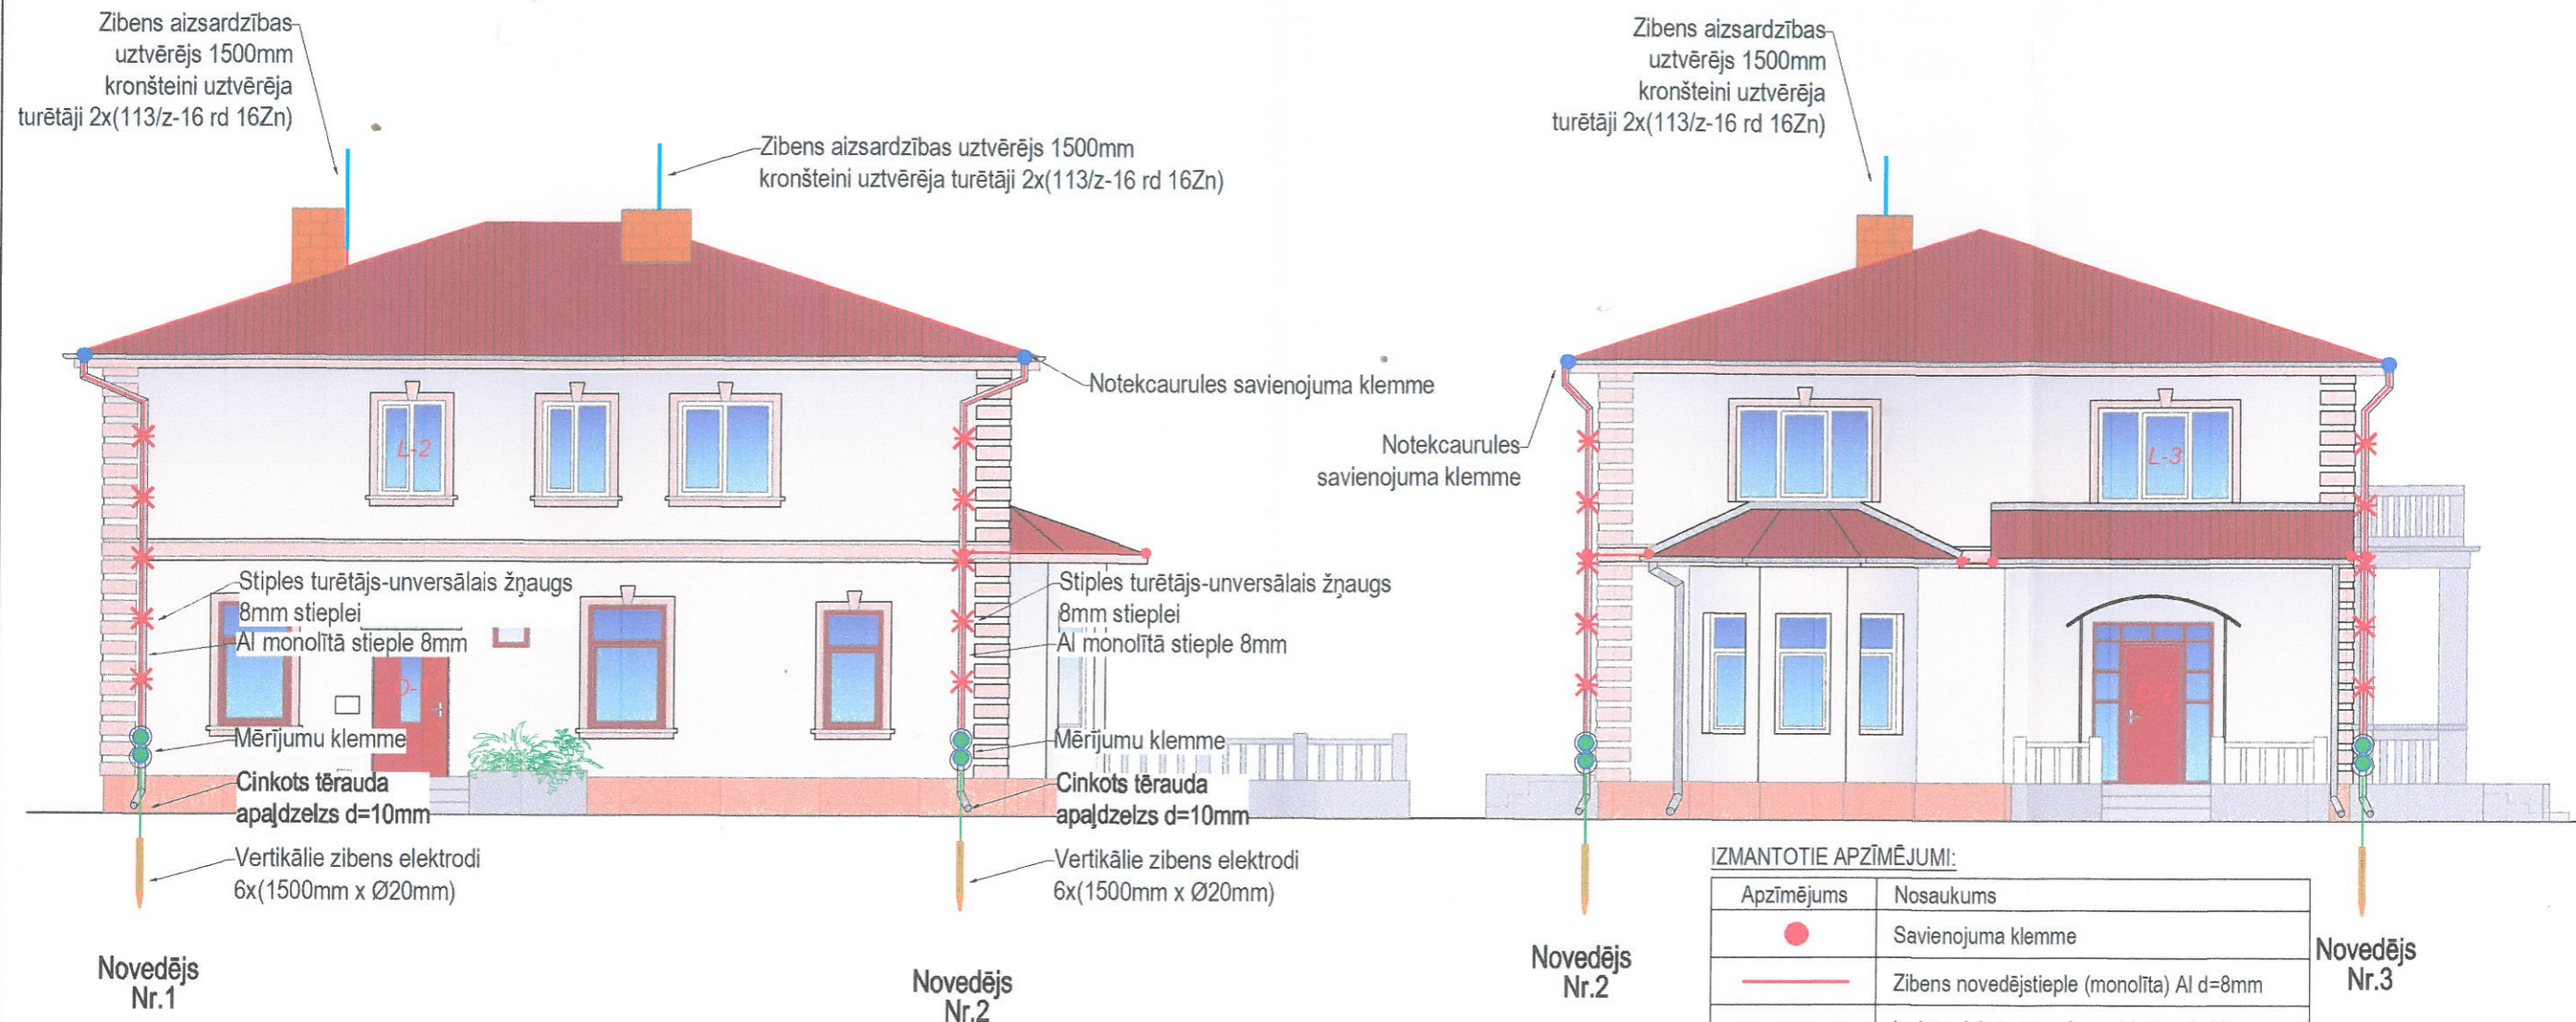 Zibens aizsardzības
uztvērējs 1500mm
kronšteini uztvērēja
turētāji 2x(113/z-16 rd 16Zn)
Zibens aizsardzības uztvērējs 1500mm
kronšteini uztvērēja turētāji 2x(113/z-16 rd 16Zn)
Zibens aizsardzības
uztvērējs 1500mm
kronšteini uztvērēja
turētāji 2x(113/z-16 rd 16Zn)
Notekcaurules savienojuma klemme
Notekcaurules
savienojuma klemme
L-2
L-3
Stiples turētājs-unversālais žņaugs
8mm stieplei
Al monolītā stieple 8mm
Stiples turētājs-unversālais žņaugs
8mm stieplei
Al monolītā stieple 8mm
Mērījumu klemme
Cinkots tērauda
apaļdzelzs d=10mm
Mērījumu klemme
Cinkots tērauda
apaļdzelzs d=10mm
Vertikālie zibens elektrodi
6x(1500mm x Ø20mm)
Vertikālie zibens elektrodi
6x(1500mm x Ø20mm)
Novedējs
Nr.1
Novedējs
Nr.2
Novedējs
Nr.2
Novedējs
Nr.3
IZMANTOTIE APZĪMĒJUMI:
Apzīmējums Nosaukums
Savienojuma klemme
Zibens novedējstieple (monolīta) Al d=8mm